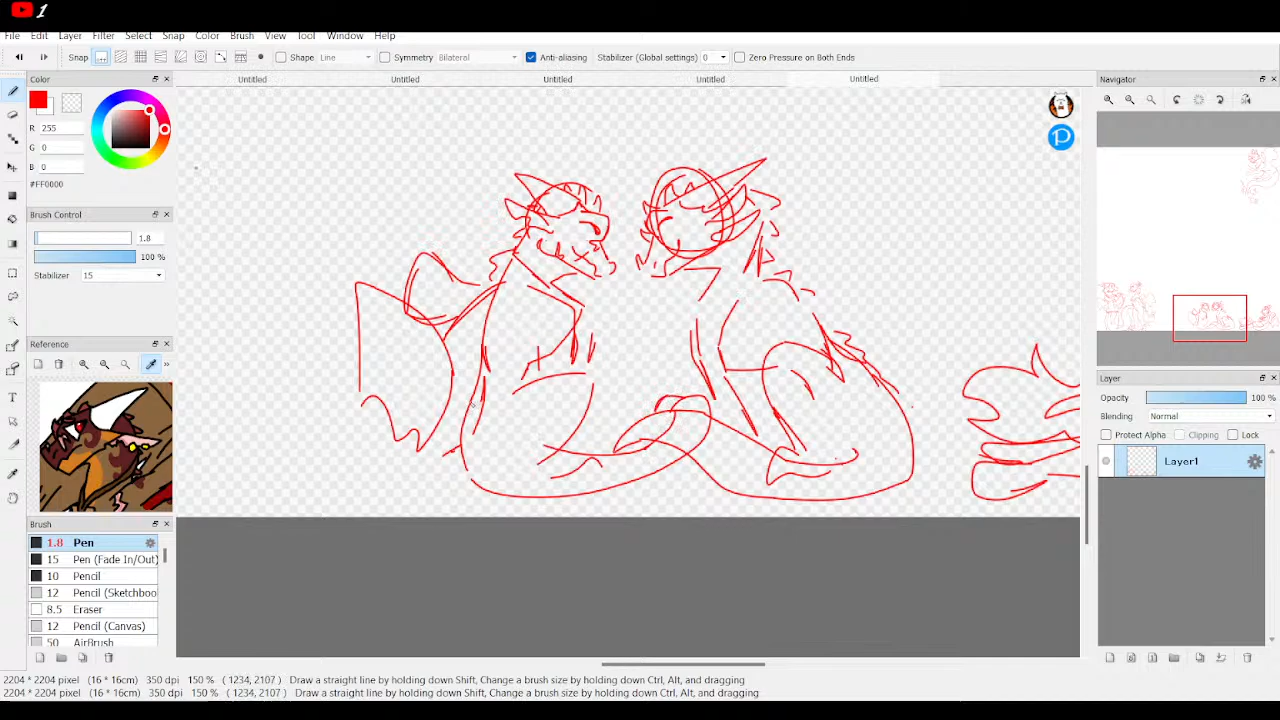 1
File Edit Layer Filter Select Snap Color Brush View Tool Window Help
Snap Shape Line Symmetry Bilateral Anti-aliasing Stabilizer (Global settings) 0 Zero Pressure on Both Ends
Color Untitled Untitled Untitled Untitled Untitled Navigator
R 255
G 0
B 0
#FF0000
Brush Control
1.8
100 %
Stabilizer 15
Reference
Layer
Opacity 100 %
Blending Normal
Protect Alpha Clipping Lock
Layer1
Brush
1.8 Pen
15 Pen (Fade In/Out)
10 Pencil
12 Pencil (Sketchboo
8.5 Eraser
12 Pencil (Canvas)
50 AirBrush
2204 * 2204 pixel (16 * 16cm) 350 dpi 150 % ( 1234, 2107 ) Draw a straight line by holding down Shift, Change a brush size by holding down Ctrl, Alt, and dragging
2204 * 2204 pixel (16 * 16cm) 350 dpi 150 % ( 1234, 2107 ) Draw a straight line by holding down Shift, Change a brush size by holding down Ctrl, Alt, and dragging